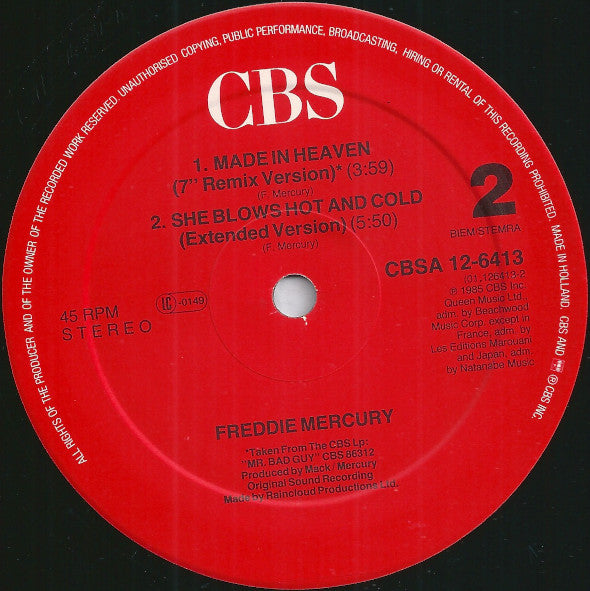 ALL RIGHTS OF THE PRODUCER AND OF THE OWNER OF THE RECORDED WORK RESERVED. UNAUTHORISED COPYING, PUBLIC PERFORMANCE, BROADCASTING, HIRING OR RENTAL OF THIS RECORDING PROHIBITED. MADE IN HOLLAND. CBS AND ℗ CBS INC.
CBS
1. MADE IN HEAVEN
(7'' Remix Version)* (3:59)
(F. Mercury)
2. SHE BLOWS HOT AND COLD
(Extended Version) (5:50)
(F. Mercury)
2
BIEM/STEMRA
CBSA 12-6413
(01.126413-2
℗ 1985 CBS Inc
Queen Music Ltd.,
adm. by Beachwood
Music Corp. except in
France, adm. by
Les Editions Marouani
and Japan, adm.
by Natanabe Music
45 RPM
STEREO
LC-0149
FREDDIE MERCURY
*Taken From The CBS Lp:
"MR. BAD GUY" CBS 86312
Produced by Mack / Mercury
Original Sound Recording
Made by Raincloud Productions Ltd.